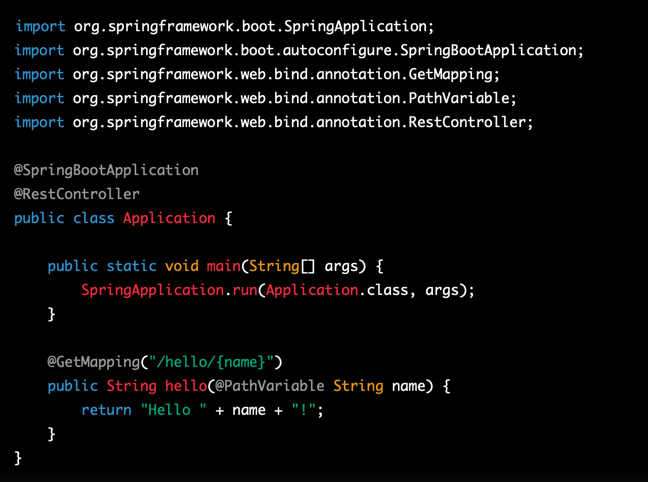 import org.springframework.boot.SpringApplication;
import org.springframework.boot.autoconfigure.SpringBootApplication;
import org.springframework.web.bind.annotation.GetMapping;
import org.springframework.web.bind.annotation.PathVariable;
import org.springframework.web.bind.annotation.RestController;

@SpringBootApplication
@RestController
public class Application {

    public static void main(String[] args) {
        SpringApplication.run(Application.class, args);
    }

    @GetMapping("/hello/{name}")
    public String hello(@PathVariable String name) {
        return "Hello " + name + "!";
    }
}